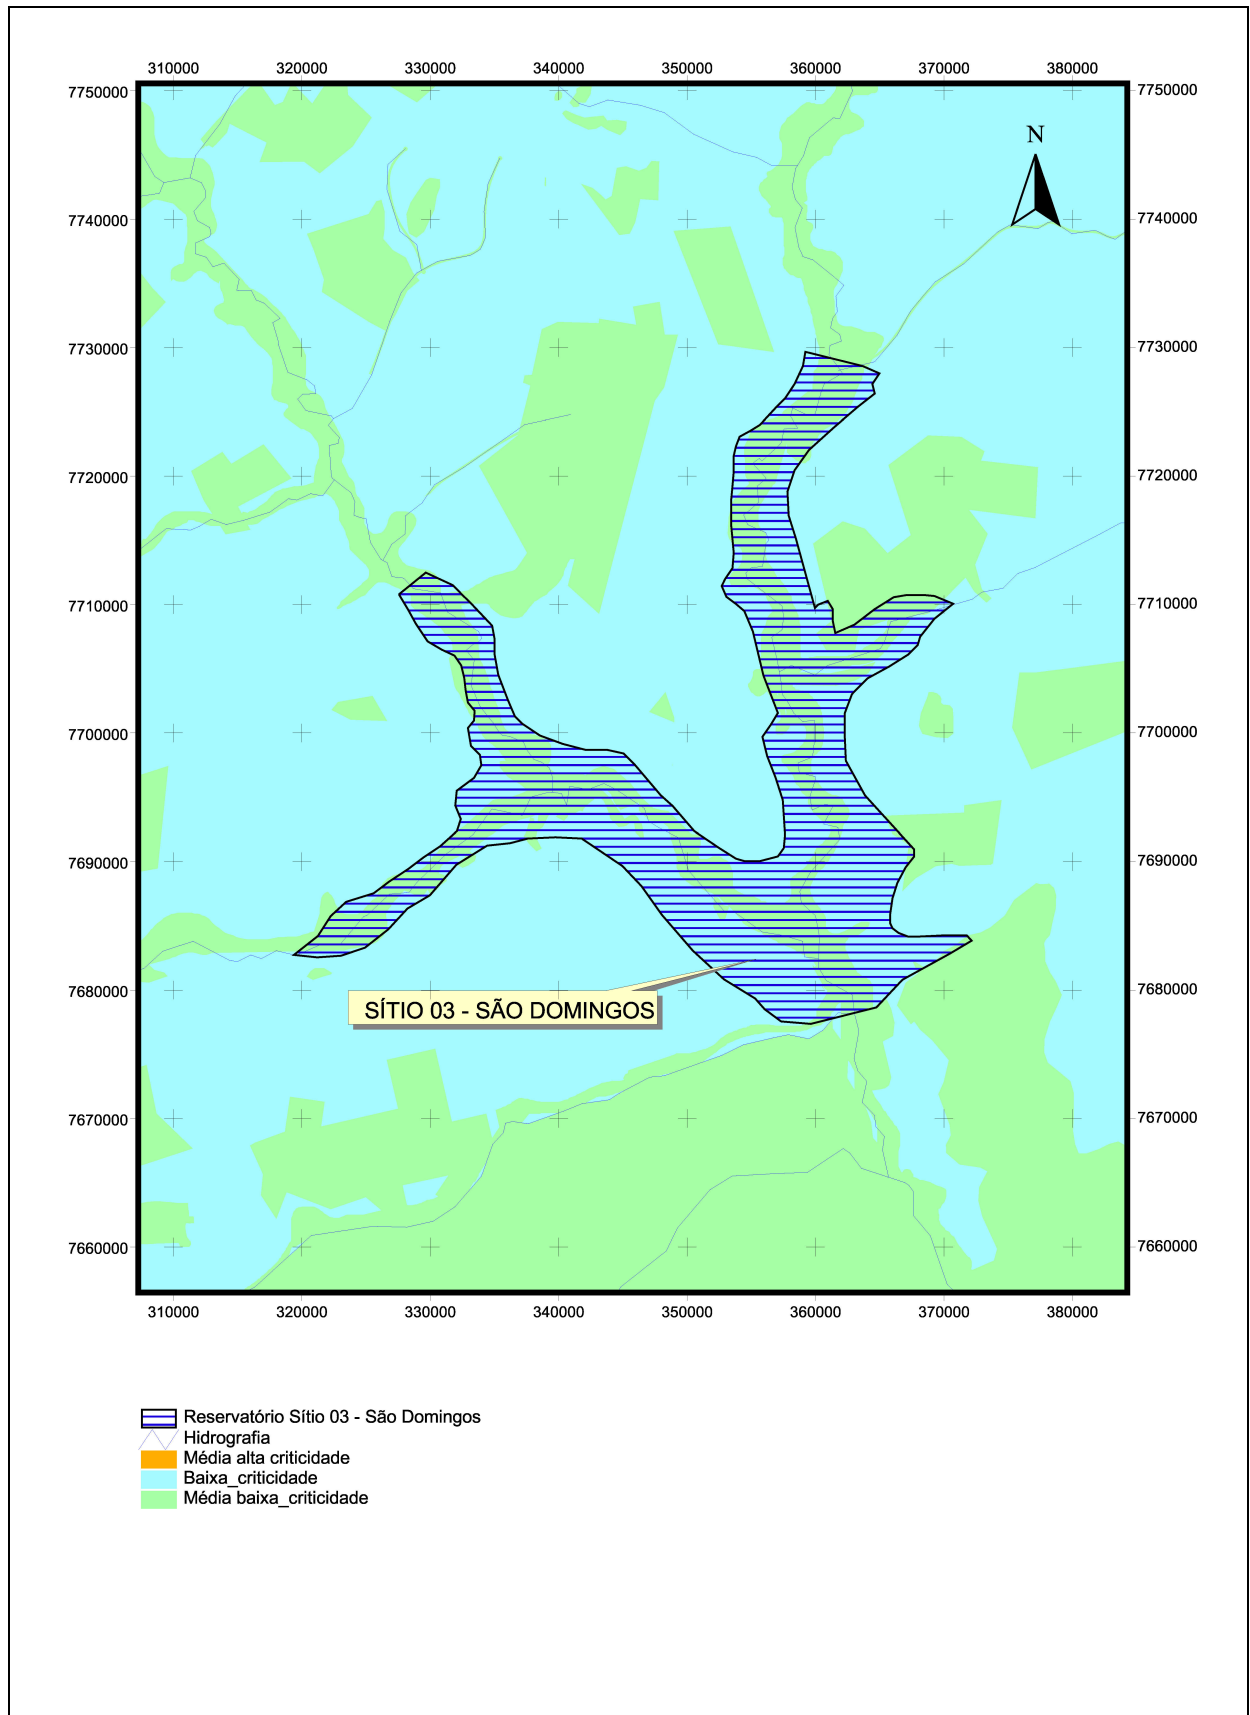 310000 320000 330000 340000 350000 360000 370000 380000
7750000 7750000
N
7740000 7740000
7730000 7730000
7720000 7720000
7710000 7710000
7700000 7700000
7690000 7690000
7680000 7680000
SÍTIO 03 - SÃO DOMINGOS
7670000 7670000
7660000 7660000
310000 320000 330000 340000 350000 360000 370000 380000
Reservatório Sítio 03 - São Domingos
Hidrografia
Média alta criticidade
Baixa_criticidade
Média baixa_criticidade